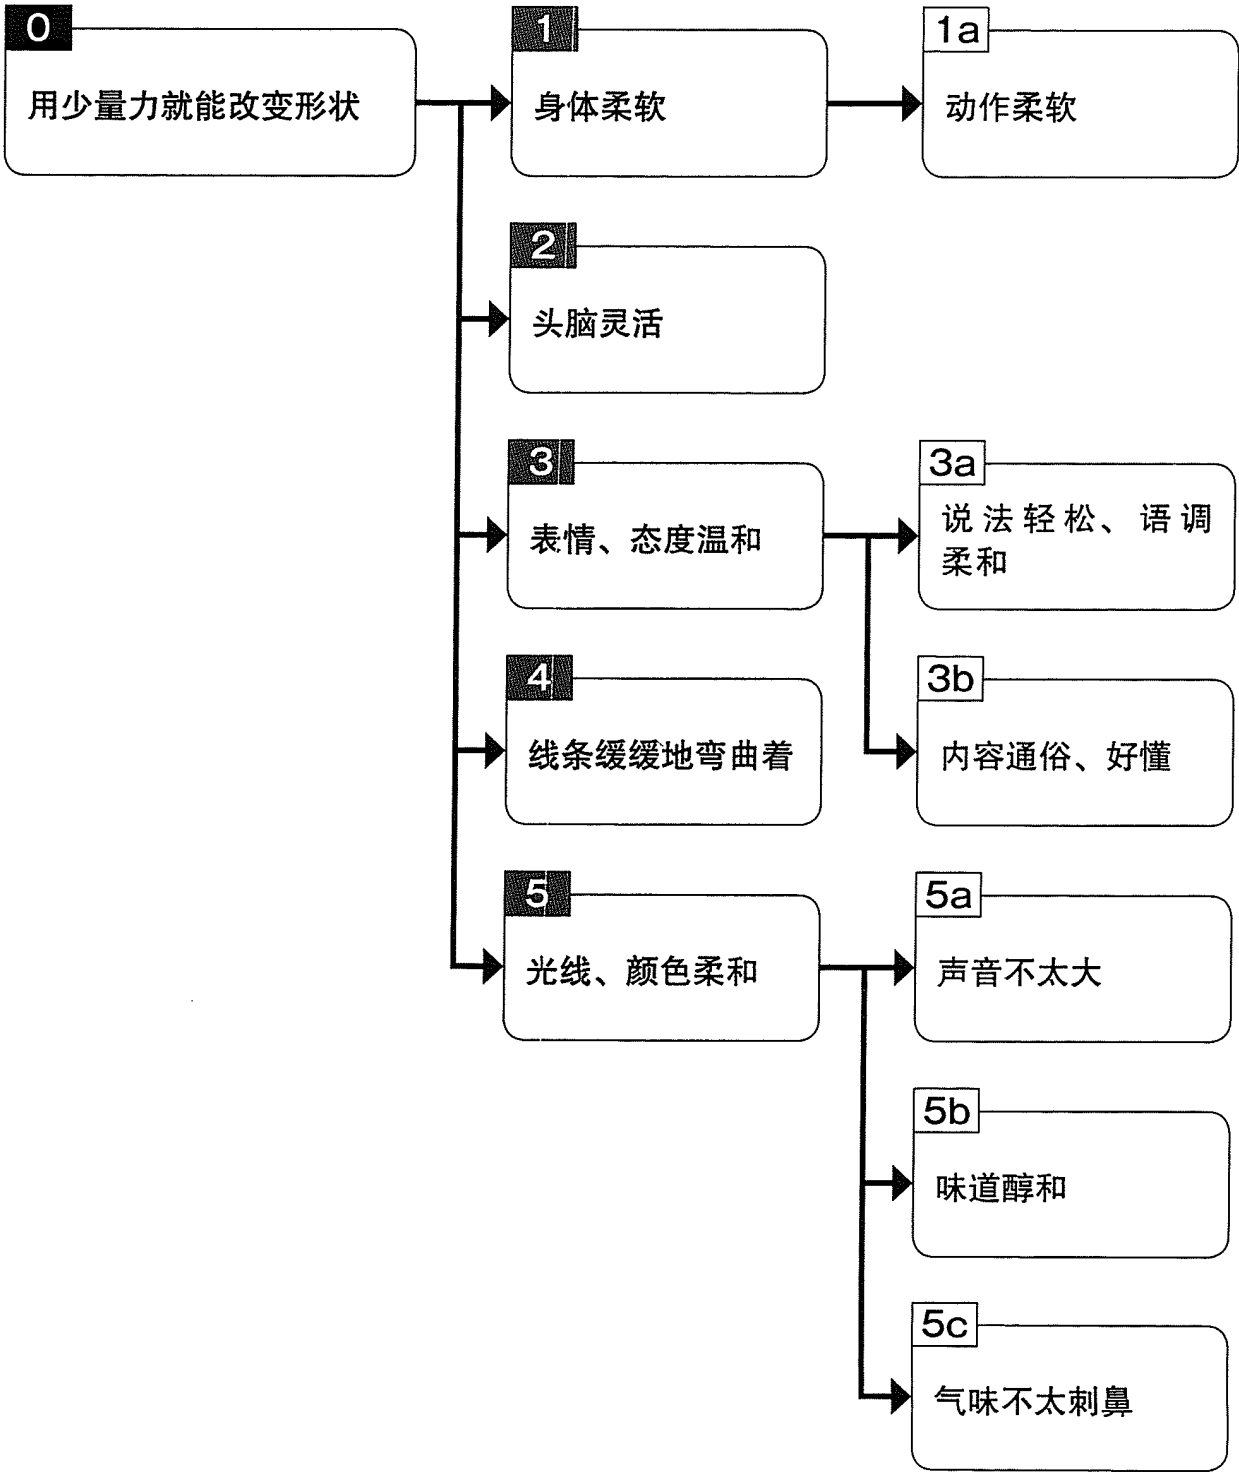 0
用少量力就能改变形状
1
身体柔软
1a
动作柔软
2
头脑灵活
3
表情、态度温和
3a
说法轻松、语调
柔和
3b
内容通俗、好懂
4
线条缓缓地弯曲着
5
光线、颜色柔和
5a
声音不太大
5b
味道醇和
5c
气味不太刺鼻